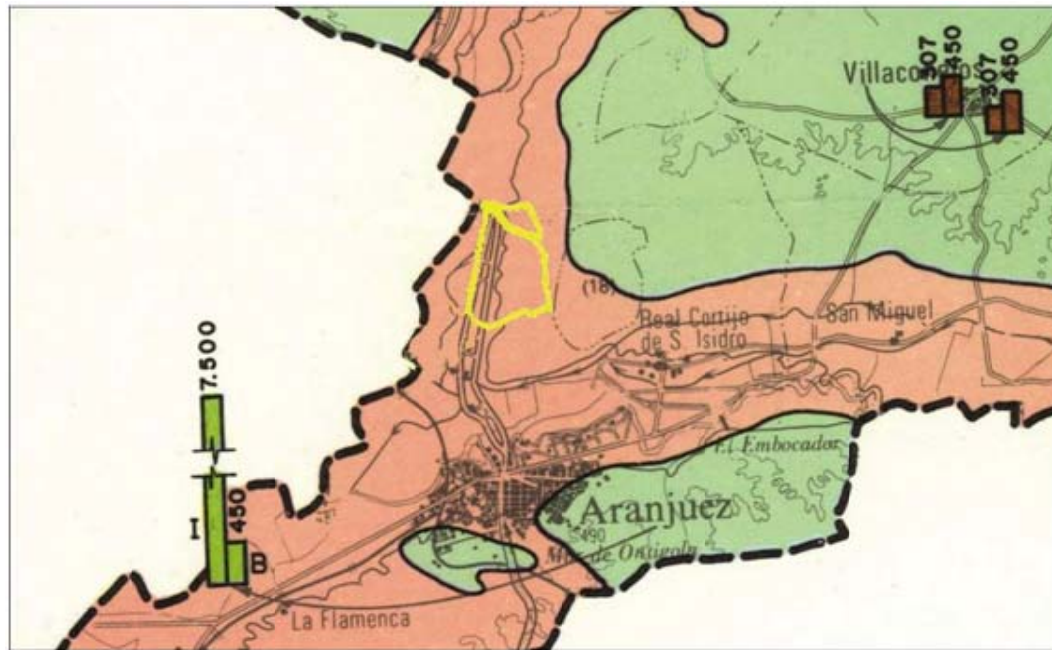 Villaconejos
307
450
307
450
(18)
Real Cortijo
de S. Isidro
San Miguel
7.500
I
450
B
El Embocador
Aranjuez
490
Mar de Ontigola
La Flamenca